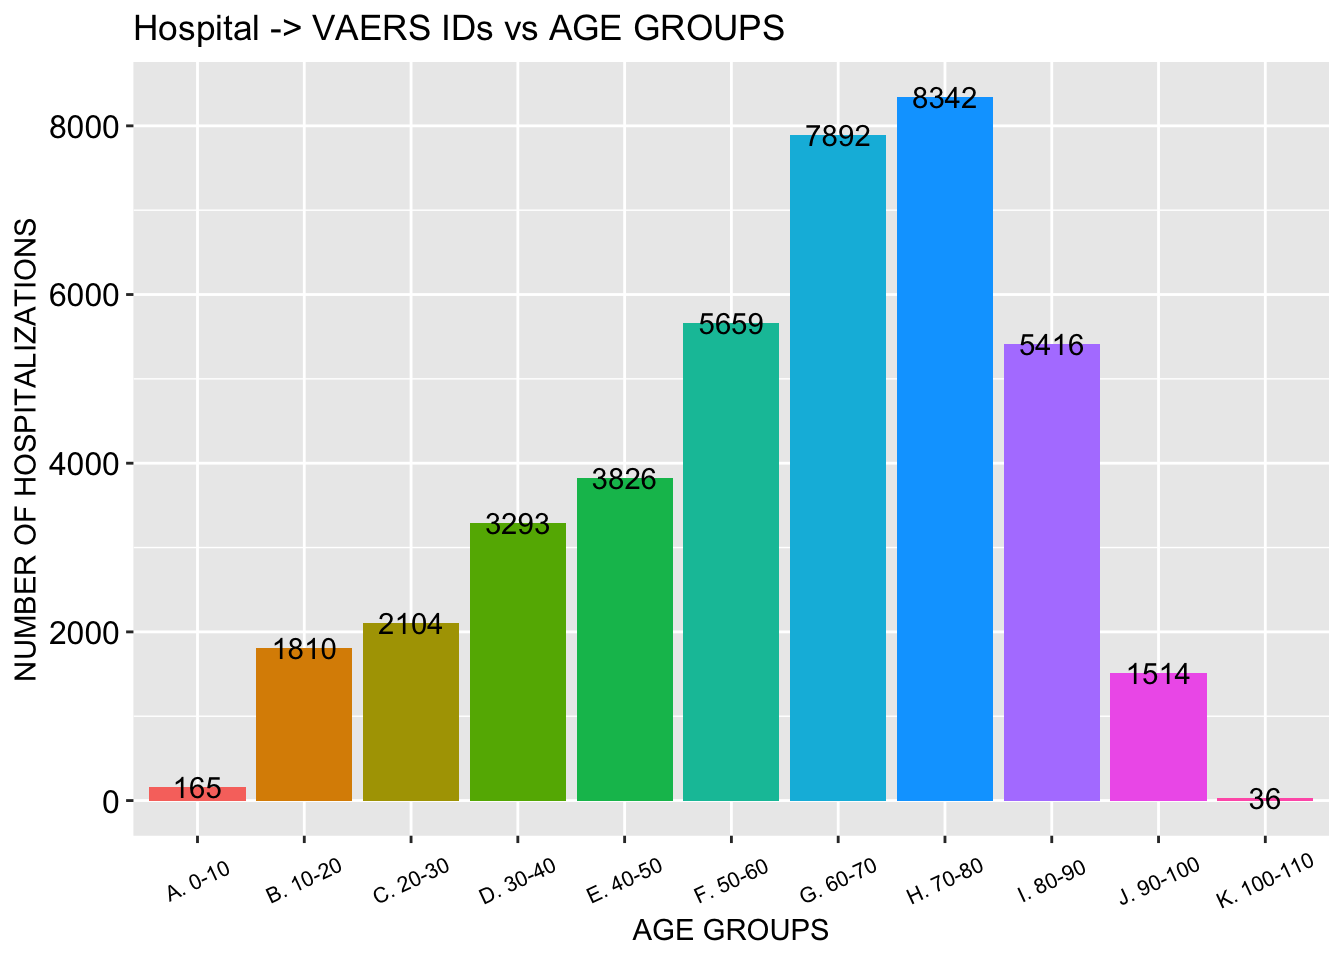 Hospital -> VAERS IDs vs AGE GROUPS
NUMBER OF HOSPITALIZATIONS
8000
6000
4000
2000
0
165
1810
2104
3293
3826
5659
7892
8342
5416
1514
36
A. 0-10
B. 10-20
C. 20-30
D. 30-40
E. 40-50
F. 50-60
G. 60-70
H. 70-80
I. 80-90
J. 90-100
K. 100-110
AGE GROUPS